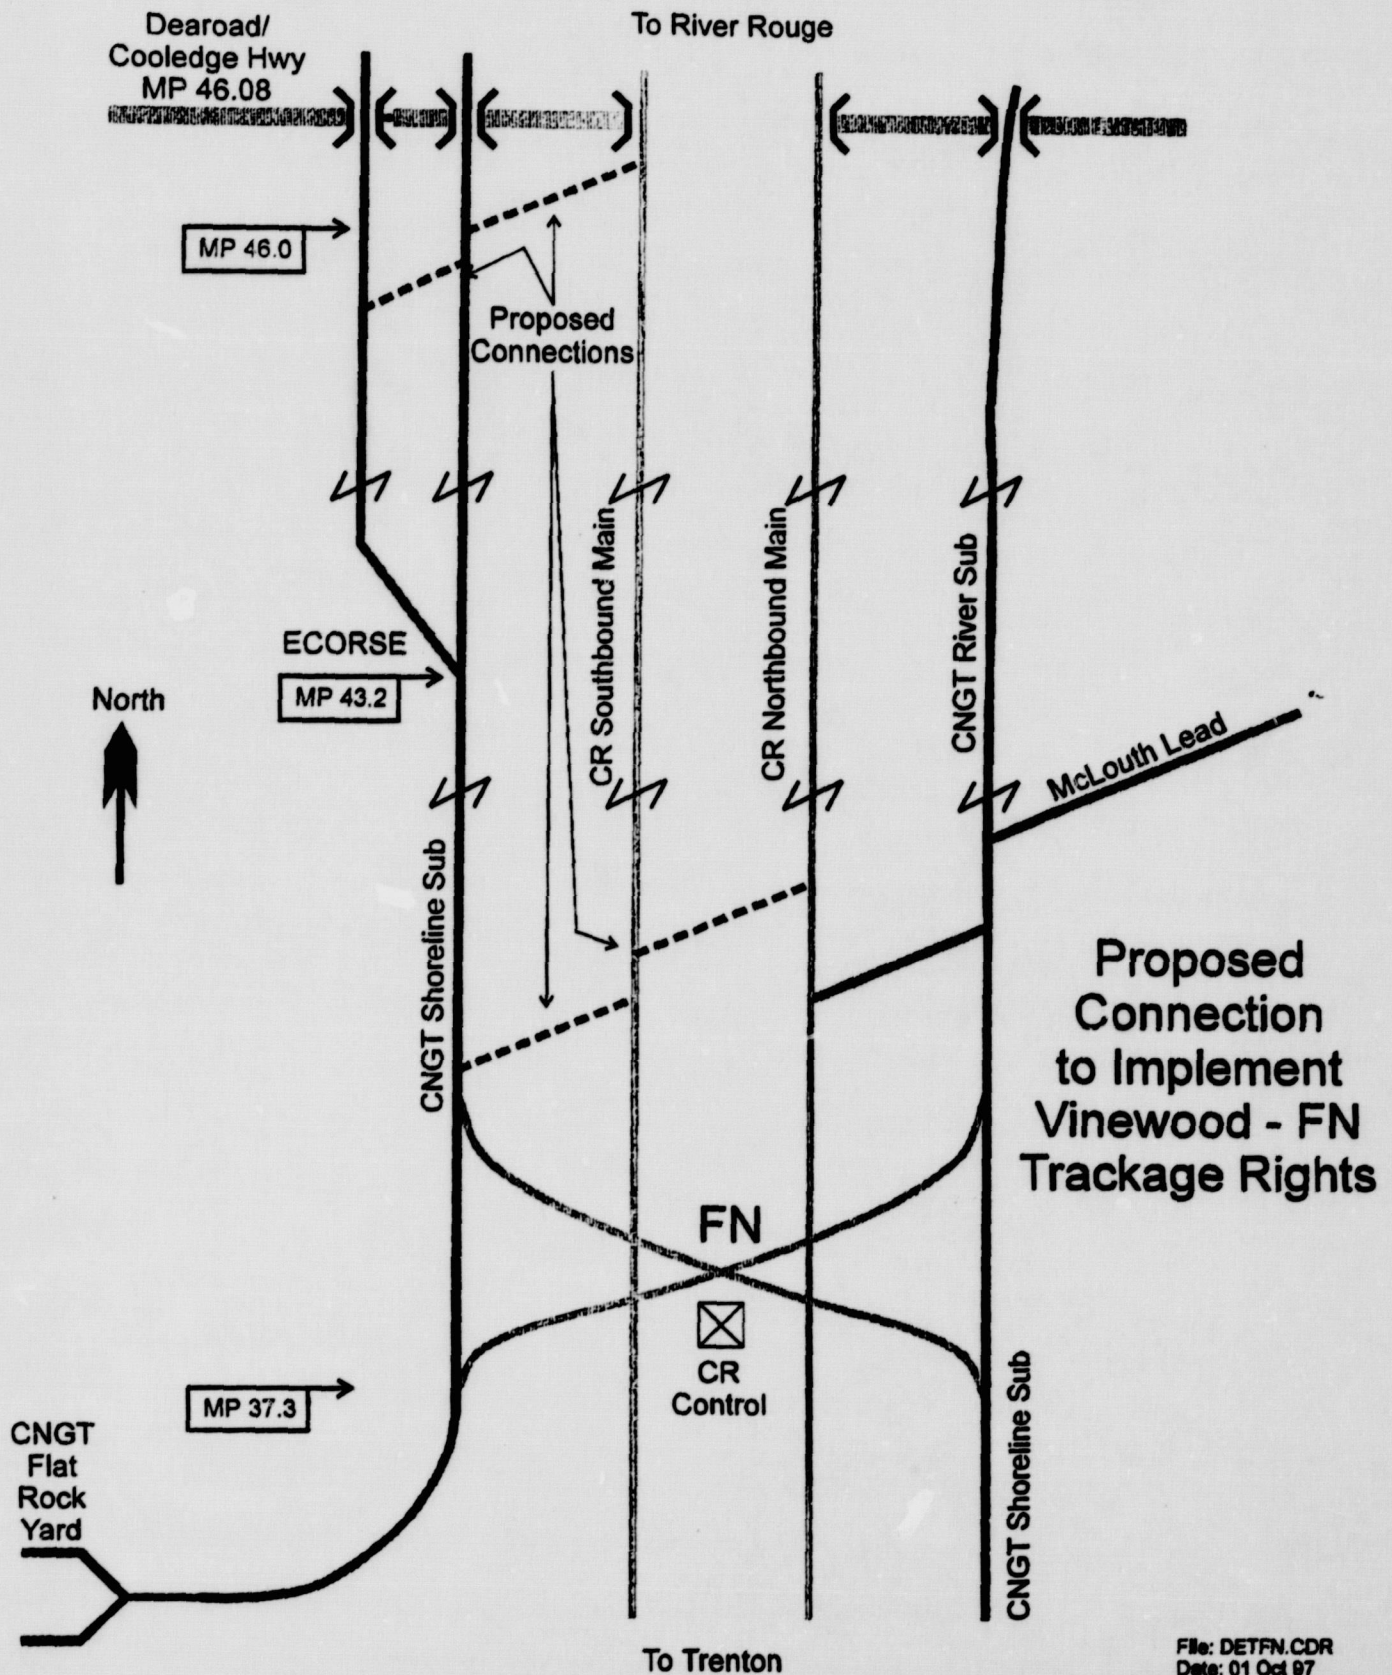 Dearoad/
Cooledge Hwy
MP 46.08
To River Rouge
MP 46.0
Proposed
Connections
CR Southbound Main
CR Northbound Main
CNGT River Sub
ECORSE
MP 43.2
North
McLouth Lead
CNGT Shoreline Sub
Proposed
Connection
to Implement
Vinewood - FN
Trackage Rights
FN
CR
Control
MP 37.3
CNGT
Flat
Rock
Yard
CNGT Shoreline Sub
To Trenton
File: DETFN.CDR
Date: 01 Oct 97